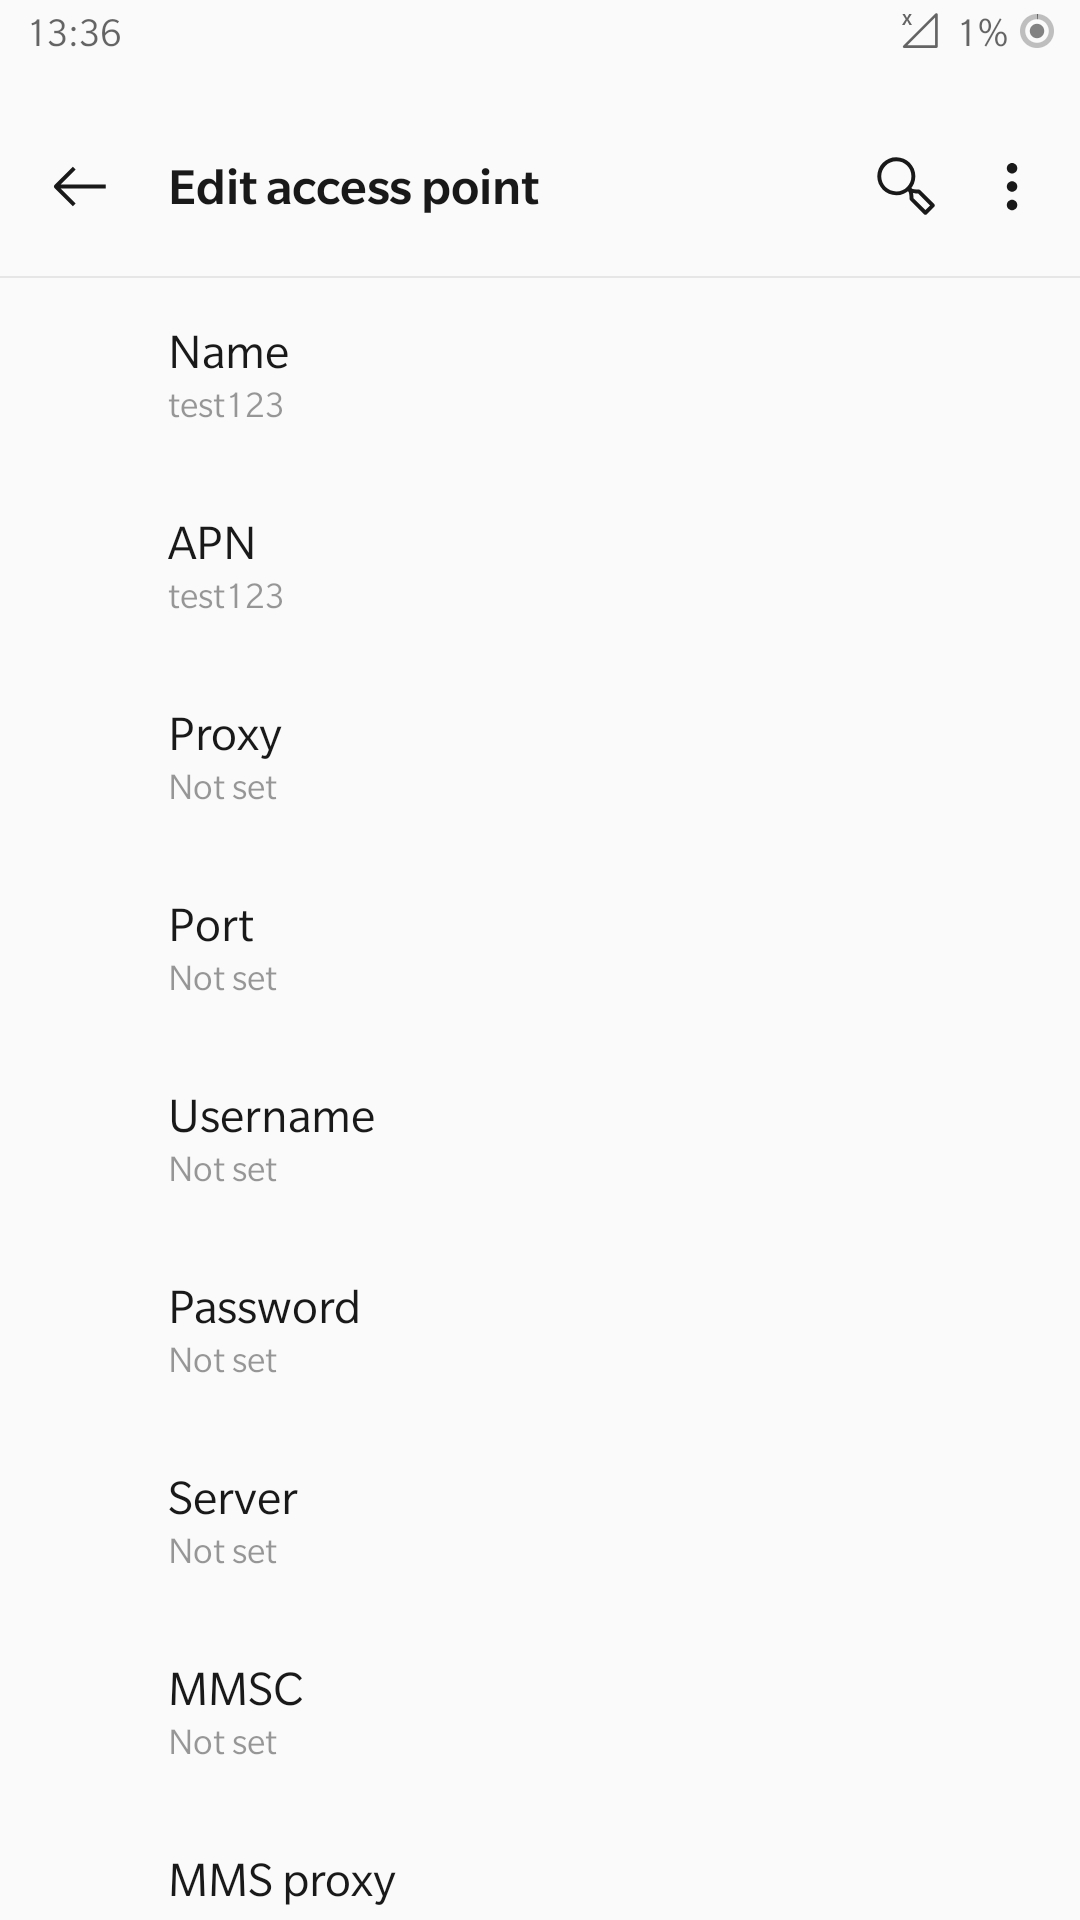 13:36
x 1%
Edit access point
Name
test123
APN
test123
Proxy
Not set
Port
Not set
Username
Not set
Password
Not set
Server
Not set
MMSC
Not set
MMS proxy